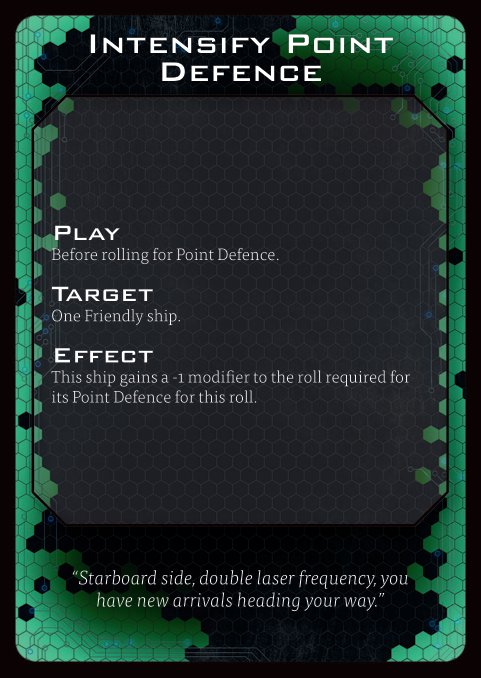 Intensify Point
Defence
Play
Before rolling for Point Defence.
Target
One Friendly ship.
Effect
This ship gains a -1 modifier to the roll required for
its Point Defence for this roll.
“Starboard side, double laser frequency, you
have new arrivals heading your way.”